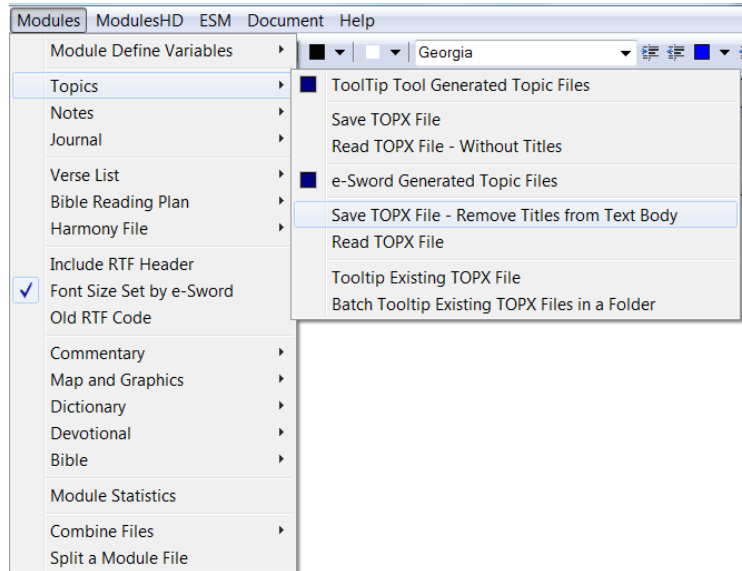 Modules ModulesHD ESM Document Help
Georgia
Module Define Variables
Topics
Notes
Journal
Verse List
Bible Reading Plan
Harmony File
Include RTF Header
Font Size Set by e-Sword
Old RTF Code
Commentary
Map and Graphics
Dictionary
Devotional
Bible
Module Statistics
Combine Files
Split a Module File
ToolTip Tool Generated Topic Files
Save TOPX File
Read TOPX File - Without Titles
e-Sword Generated Topic Files
Save TOPX File - Remove Titles from Text Body
Read TOPX File
Tooltip Existing TOPX File
Batch Tooltip Existing TOPX Files in a Folder